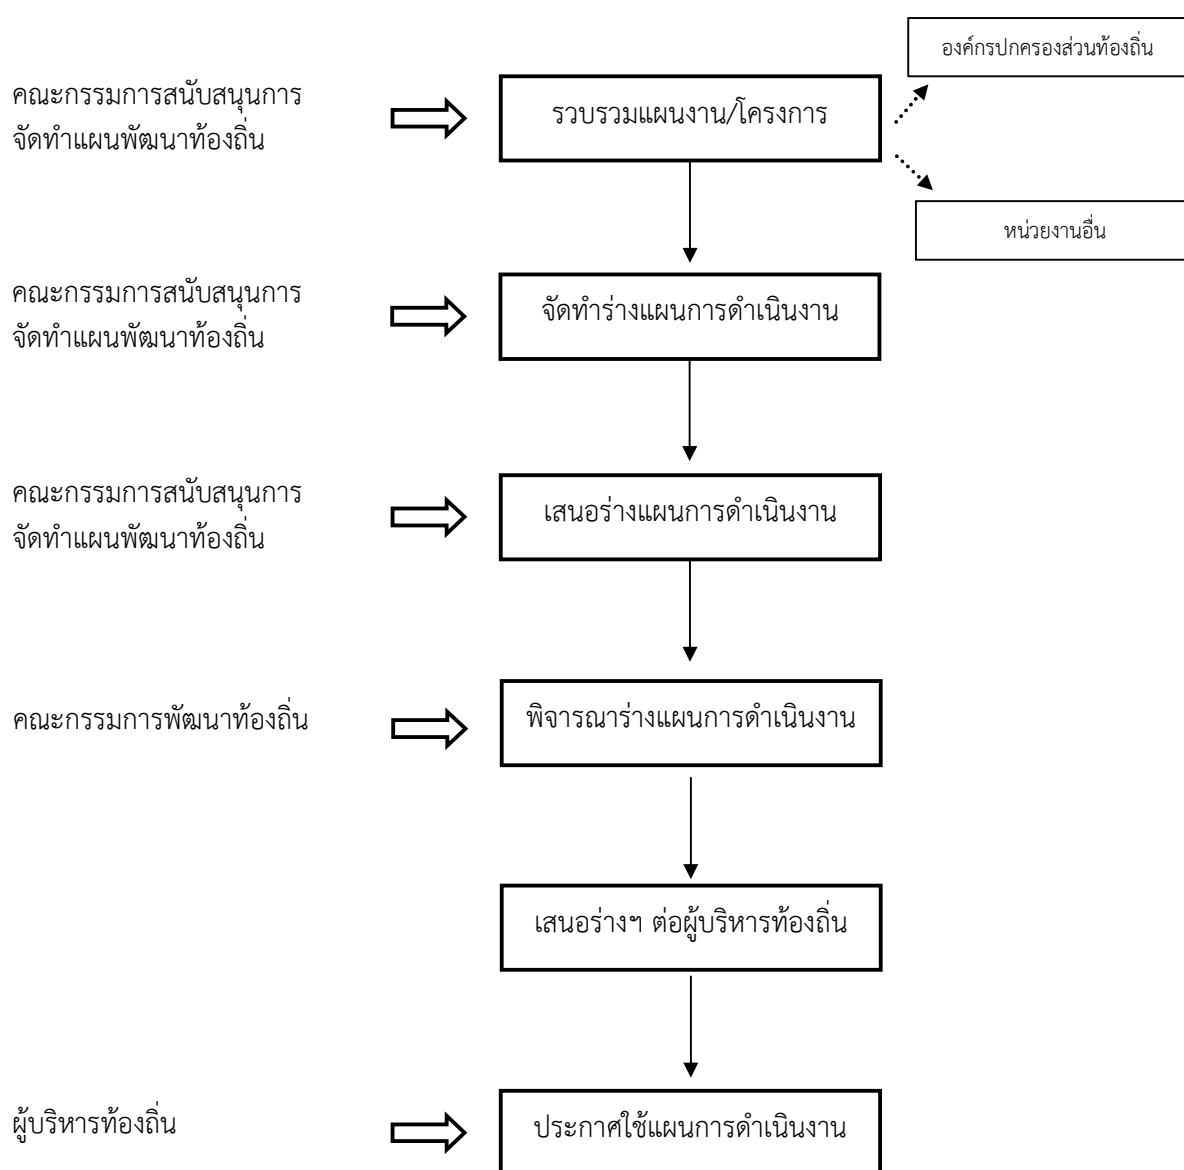 องค์กรปกครองส่วนท้องถิ่น
คณะกรรมการสนับสนุนการ
จัดทำแผนพัฒนาท้องถิ่น
รวบรวมแผนงาน/โครงการ
หน่วยงานอื่น
คณะกรรมการสนับสนุนการ
จัดทำแผนพัฒนาท้องถิ่น
จัดทำร่างแผนการดำเนินงาน
คณะกรรมการสนับสนุนการ
จัดทำแผนพัฒนาท้องถิ่น
เสนอร่างแผนการดำเนินงาน
คณะกรรมการพัฒนาท้องถิ่น
พิจารณาร่างแผนการดำเนินงาน
เสนอร่างฯ ต่อผู้บริหารท้องถิ่น
ผู้บริหารท้องถิ่น
ประกาศใช้แผนการดำเนินงาน